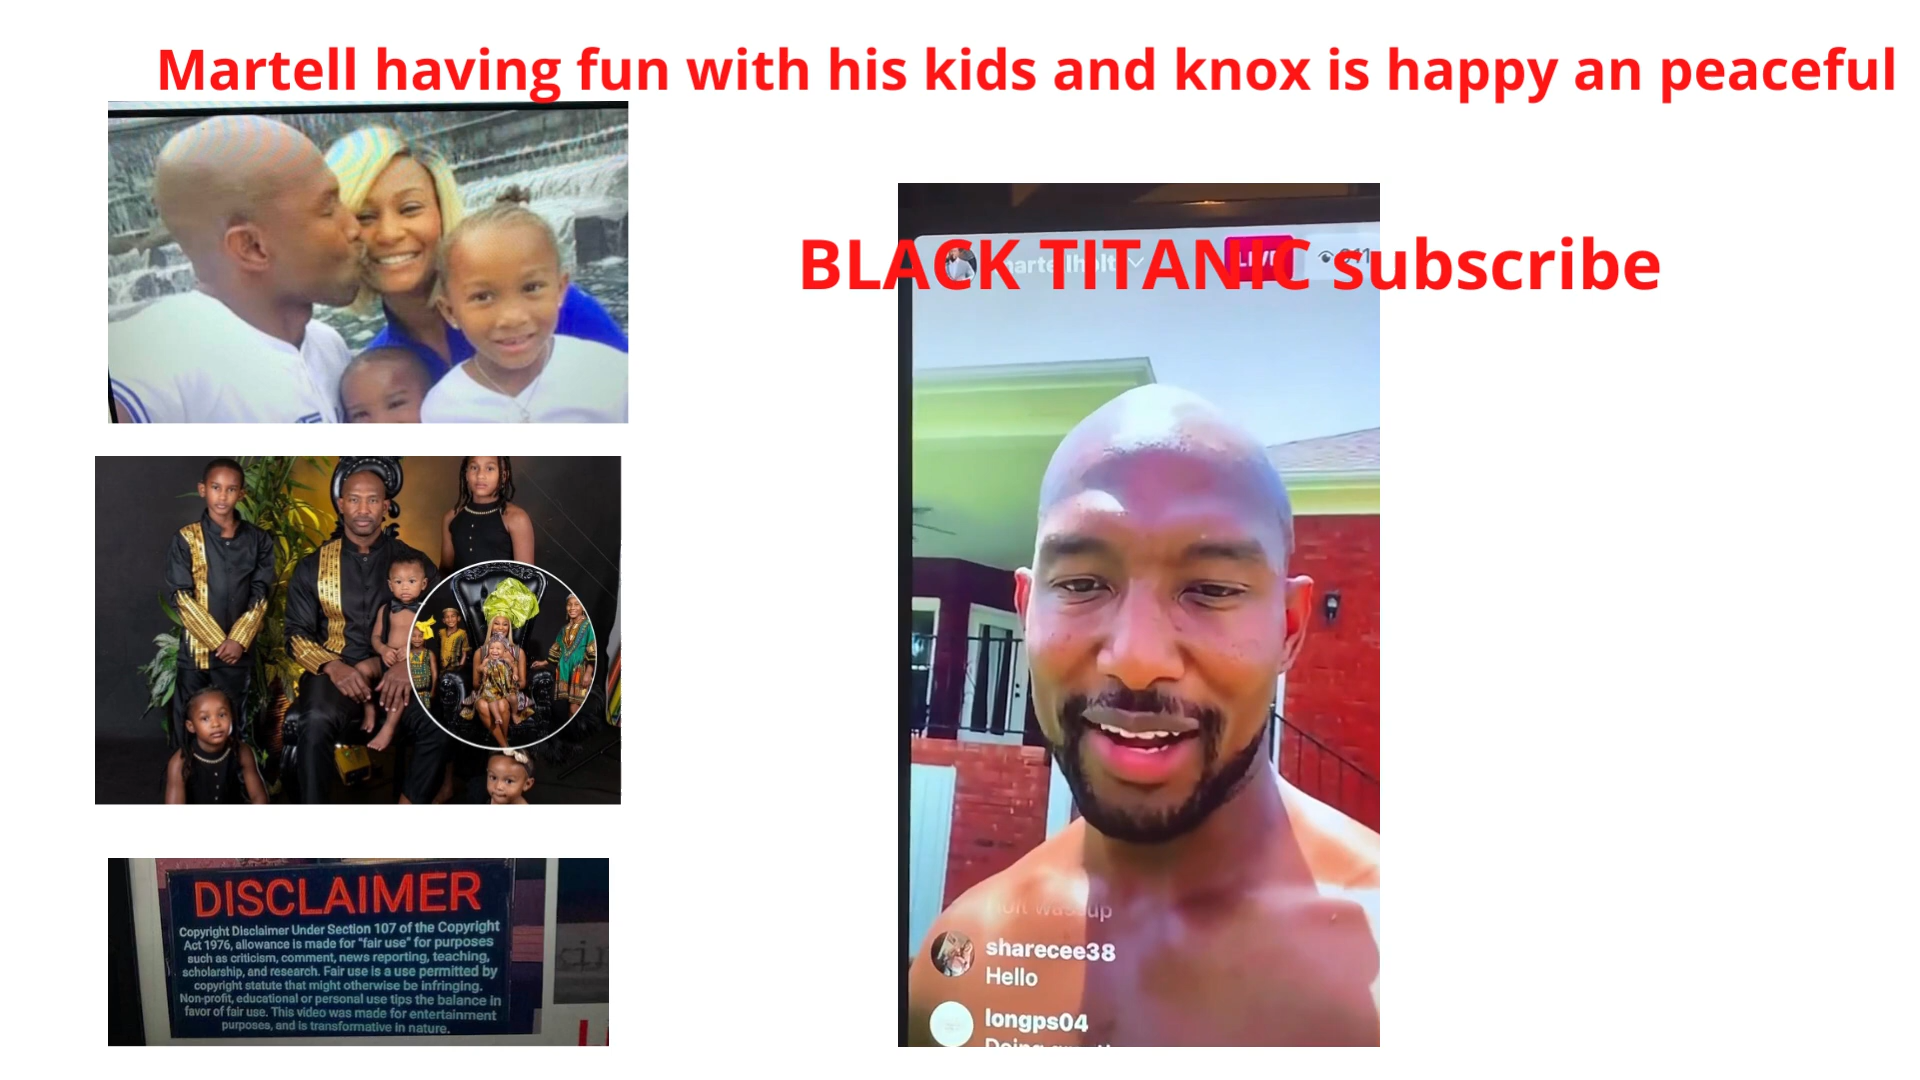 Martell having fun with his kids and knox is happy an peaceful
BLACK TITANIC subscribe
martellholt
LIVE
sharecee38
Hello
longps04
DISCLAIMER
Copyright Disclaimer Under Section 107 of the Copyright
Act 1976, allowance is made for "fair use" for purposes
such as criticism, comment, news reporting, teaching,
scholarship, and research. Fair use is a use permitted by
copyright statute that might otherwise be infringing.
Non-profit, educational or personal use tips the balance in
favor of fair use. This video was made for entertainment
purposes, and is transformative in nature.